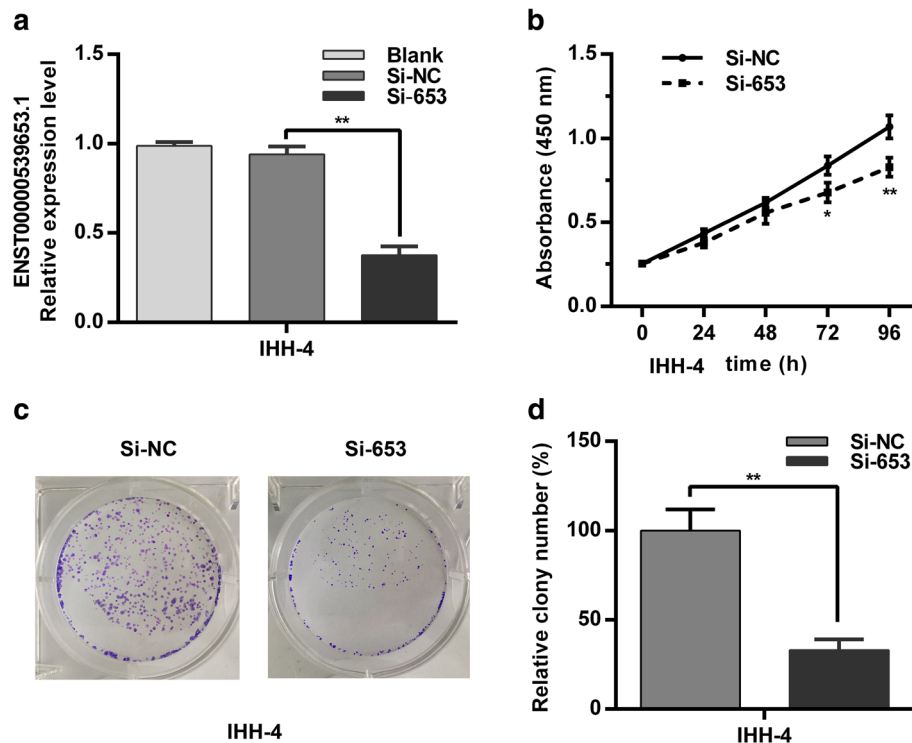 a
1.5
1.0
0.5
0.0
ENST00000539653.1
Relative expression level
Blank
Si-NC
Si-653
**
IHH-4
b
1.5
1.0
0.5
0.0
Absorbance (450 nm)
Si-NC
Si-653
*
**
0 24 48 72 96
IHH-4 time (h)
c
Si-NC Si-653
IHH-4
d
150
100
50
0
Relative clony number (%)
Si-NC
Si-653
**
IHH-4